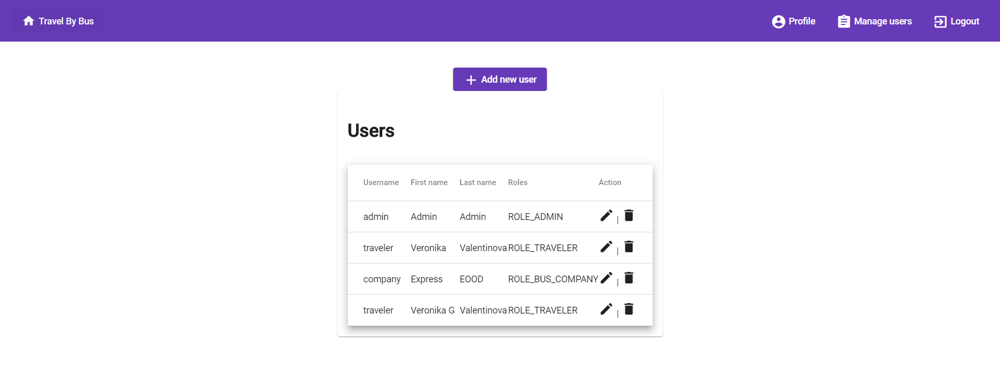 Travel By Bus Profile Manage users Logout
Add new user
Users
Username First name Last name Roles Action
admin Admin Admin ROLE_ADMIN |
traveler Veronika Valentinova ROLE_TRAVELER |
company Express EOOD ROLE_BUS_COMPANY |
traveler Veronika G Valentinova ROLE_TRAVELER |